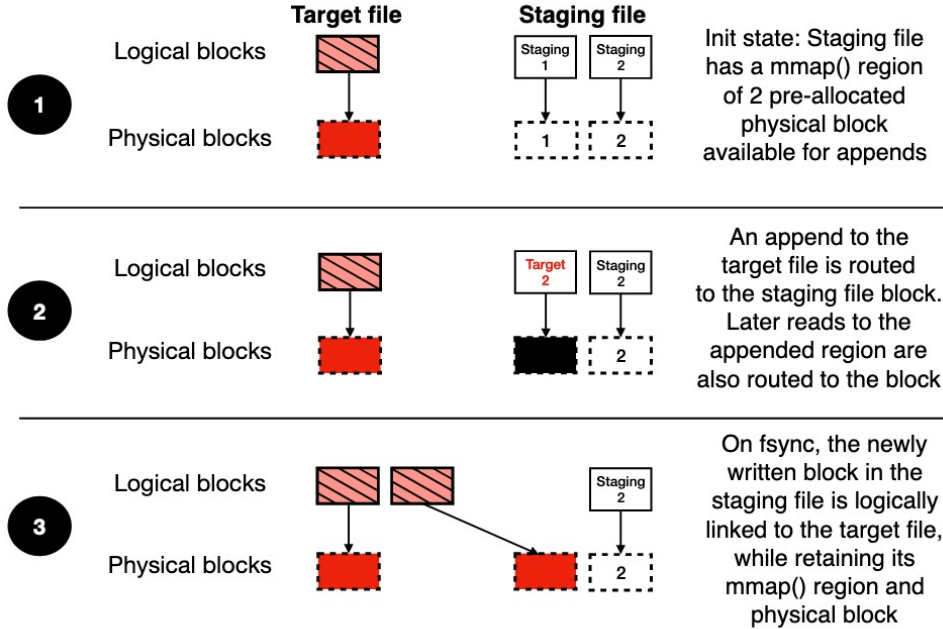 Target file
Staging file
1
Logical blocks
Staging
1
Staging
2
Physical blocks
1
2
Init state: Staging file
has a mmap() region
of 2 pre-allocated
physical block
available for appends
2
Logical blocks
Target
2
Staging
2
Physical blocks
2
An append to the
target file is routed
to the staging file block.
Later reads to the
appended region are
also routed to the block
3
Logical blocks
Staging
2
Physical blocks
2
On fsync, the newly
written block in the
staging file is logically
linked to the target file,
while retaining its
mmap() region and
physical block